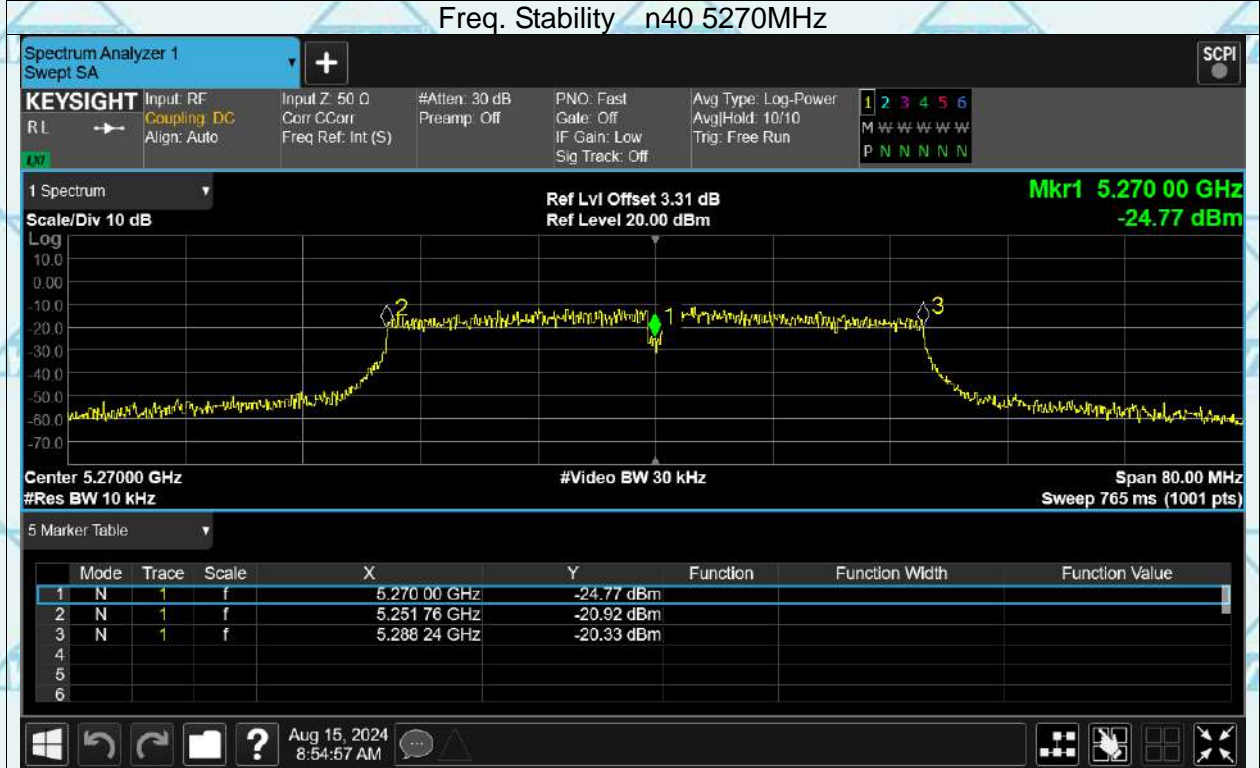 Freq. Stability n40 5270MHz
Spectrum Analyzer 1
Swept SA
SCPI
KEYSIGHT
RL
LXI
Input: RF
Coupling: DC
Align: Auto
Input Z: 50 Ω
Corr CCorr
Freq Ref: Int (S)
#Atten: 30 dB
Preamp: Off
PNO: Fast
Gate: Off
IF Gain: Low
Sig Track: Off
Avg Type: Log-Power
Avg|Hold: 10/10
Trig: Free Run
1 2 3 4 5 6
M W W W W W
P N N N N N
1 Spectrum
Scale/Div 10 dB
Ref Lvl Offset 3.31 dB
Ref Level 20.00 dBm
Mkr1 5.270 00 GHz
-24.77 dBm
Log
10.0
0.00
-10.0
-20.0
-30.0
-40.0
-50.0
-60.0
-70.0
2
1
3
Center 5.27000 GHz
#Video BW 30 kHz
Span 80.00 MHz
#Res BW 10 kHz
Sweep 765 ms (1001 pts)
5 Marker Table
Mode Trace Scale X Y Function Function Width Function Value
1 N 1 f 5.270 00 GHz -24.77 dBm
2 N 1 f 5.251 76 GHz -20.92 dBm
3 N 1 f 5.288 24 GHz -20.33 dBm
4
5
6
?
Aug 15, 2024
8:54:57 AM